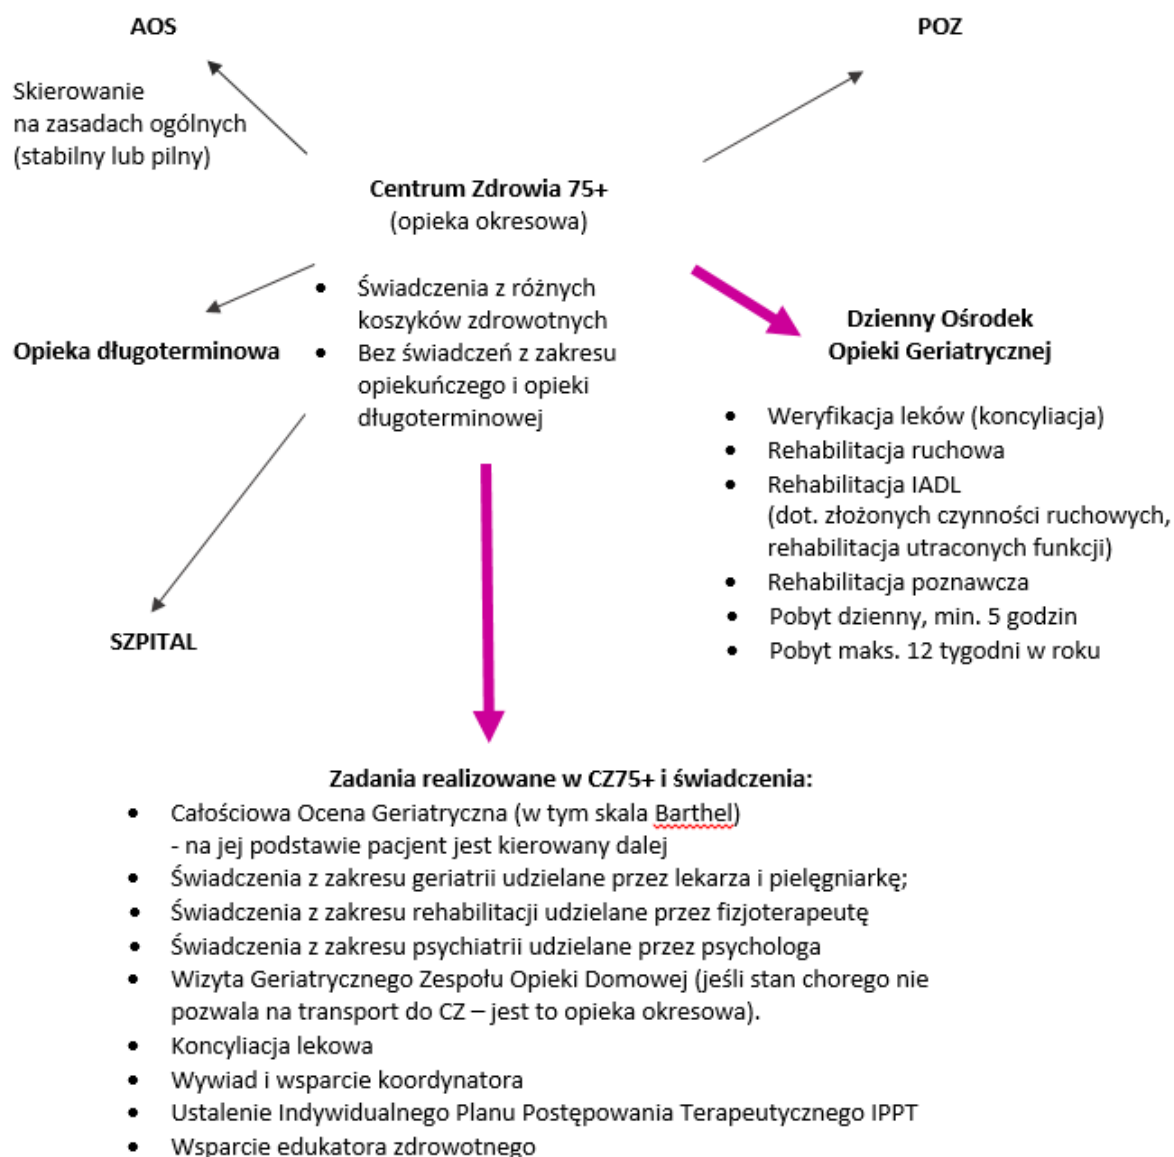 AOS
POZ
Skierowanie
na zasadach ogólnych
(stabilny lub pilny)
Centrum Zdrowia 75+
(opieka okresowa)
• Świadczenia z różnych
koszyków zdrowotnych
• Bez świadczeń z zakresu
opiekuńczego i opieki
długoterminowej
Opieka długoterminowa
Dzienny Ośrodek
Opieki Geriatrycznej
• Weryfikacja leków (koncyliacja)
• Rehabilitacja ruchowa
• Rehabilitacja IADL
(dot. złożonych czynności ruchowych,
rehabilitacja utraconych funkcji)
• Rehabilitacja poznawcza
• Pobyt dzienny, min. 5 godzin
• Pobyt maks. 12 tygodni w roku
SZPITAL
Zadania realizowane w CZ75+ i świadczenia:
• Całościowa Ocena Geriatryczna (w tym skala Barthel)
- na jej podstawie pacjent jest kierowany dalej
• Świadczenia z zakresu geriatrii udzielane przez lekarza i pielęgniarkę;
• Świadczenia z zakresu rehabilitacji udzielane przez fizjoterapeutę
• Świadczenia z zakresu psychiatrii udzielane przez psychologa
• Wizyta Geriatrycznego Zespołu Opieki Domowej (jeśli stan chorego nie
pozwala na transport do CZ – jest to opieka okresowa).
• Koncyliacja lekowa
• Wywiad i wsparcie koordynatora
• Ustalenie Indywidualnego Planu Postępowania Terapeutycznego IPPT
• Wsparcie edukatora zdrowotnego